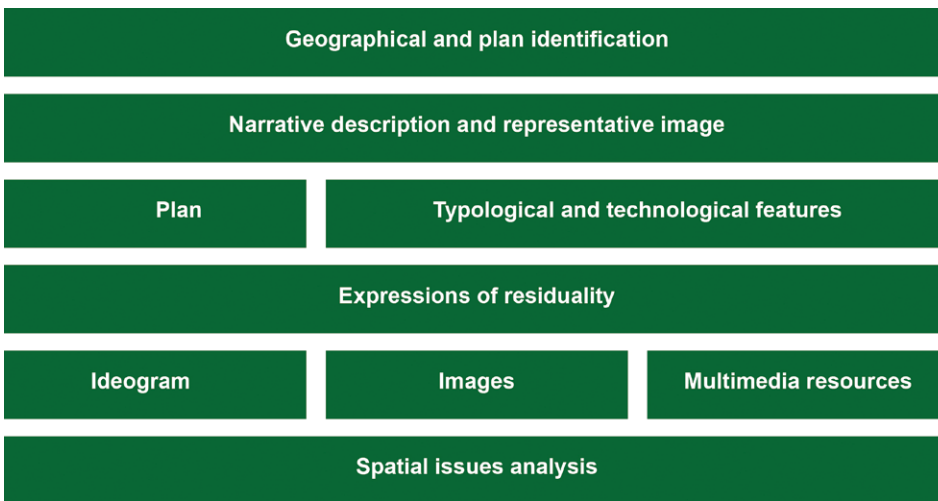 Geographical and plan identification
Narrative description and representative image
Plan
Typological and technological features
Expressions of residuality
Ideogram
Images
Multimedia resources
Spatial issues analysis